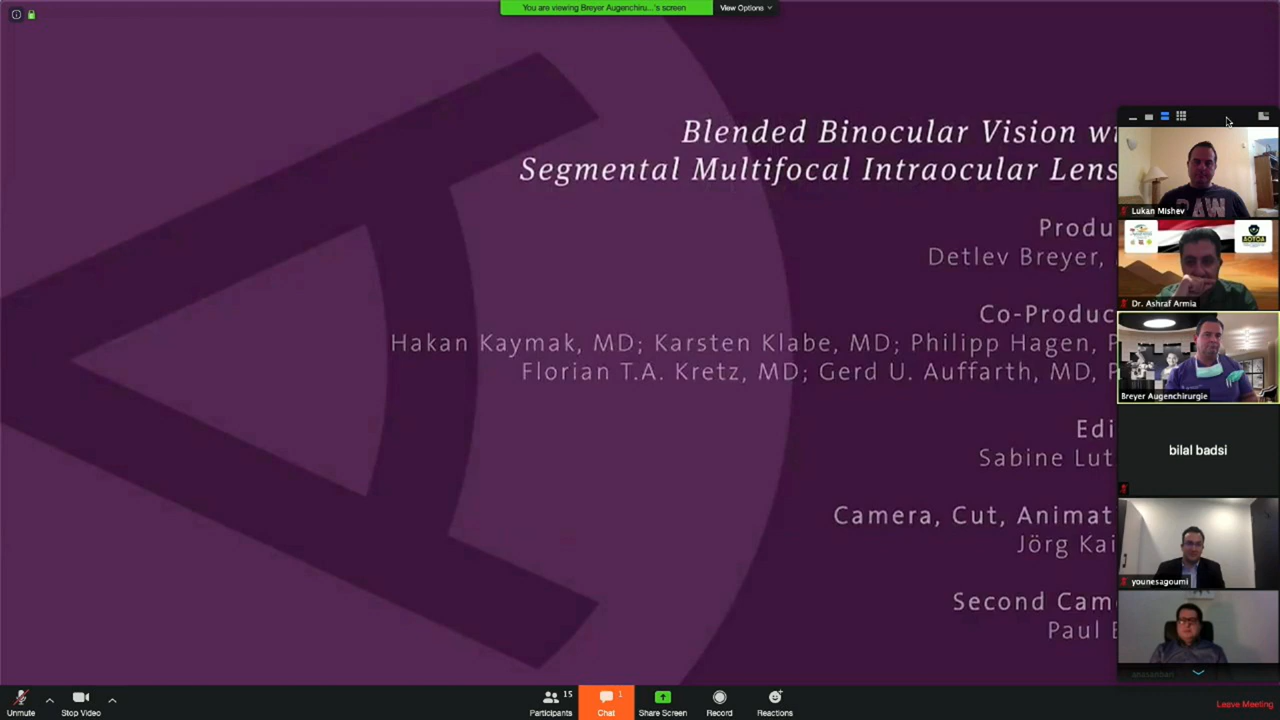 You are viewing Breyer Augenchiru...'s screen
View Options
Blended Binocular Vision w
Segmental Multifocal Intraocular Lens
Produ
Detlev Breyer,
Co-Produc
Hakan Kaymak, MD; Karsten Klabe, MD; Philipp Hagen, P
Florian T.A. Kretz, MD; Gerd U. Auffarth, MD, P
Edi
Sabine Lut
Camera, Cut, Animat
Jörg Kai
Second Cam
Paul B
Lukan Mishev
Dr. Ashraf Armia
Breyer Augenchirurgie
bilal badsi
younesagoumi
Unmute
Stop Video
15
Participants
1
Chat
Share Screen
Record
Reactions
Leave Meeting